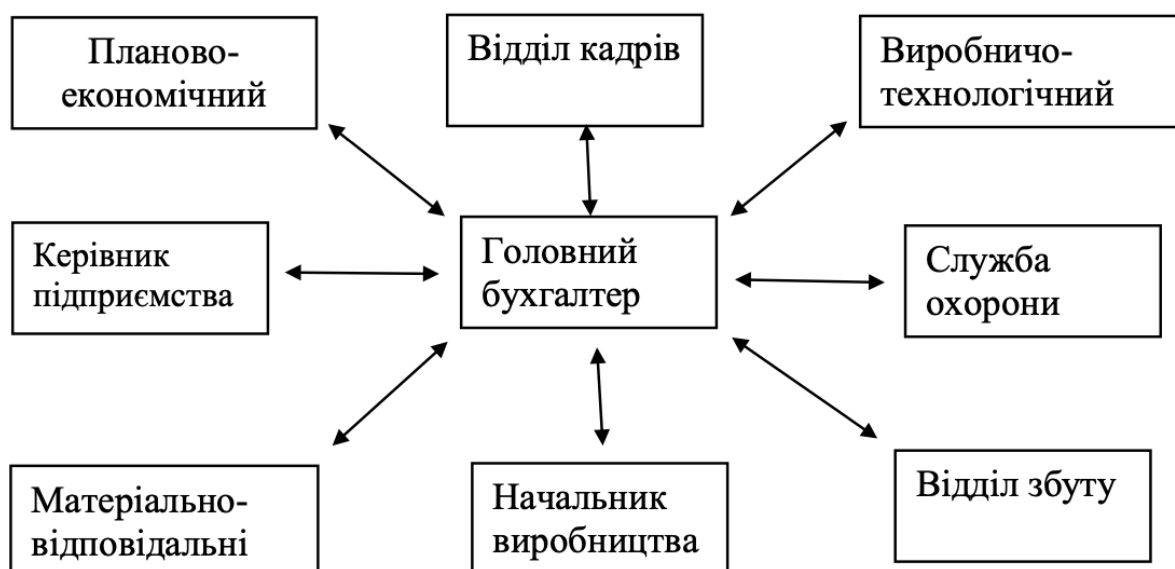 Планово-
економічний
Відділ кадрів
Виробничо-
технологічний
Керівник
підприємства
Головний
бухгалтер
Служба
охорони
Матеріально-
відповідальні
Начальник
виробництва
Відділ збуту